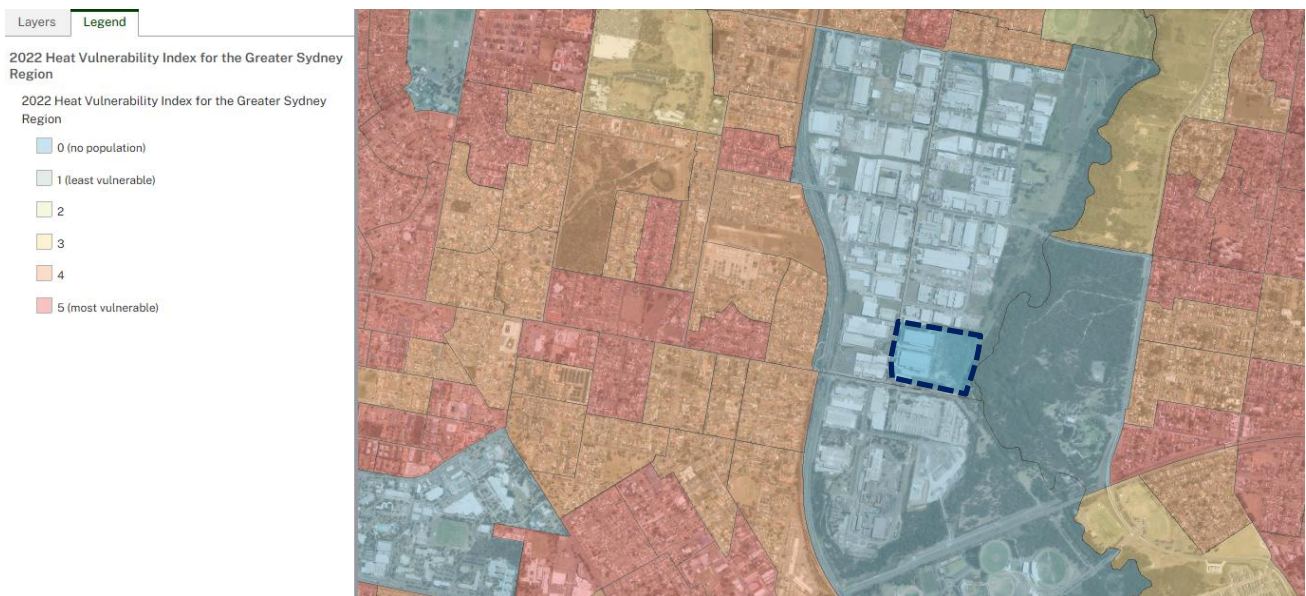 Layers
Legend
2022 Heat Vulnerability Index for the Greater Sydney
Region
2022 Heat Vulnerability Index for the Greater Sydney
Region
0 (no population)
1 (least vulnerable)
2
3
4
5 (most vulnerable)